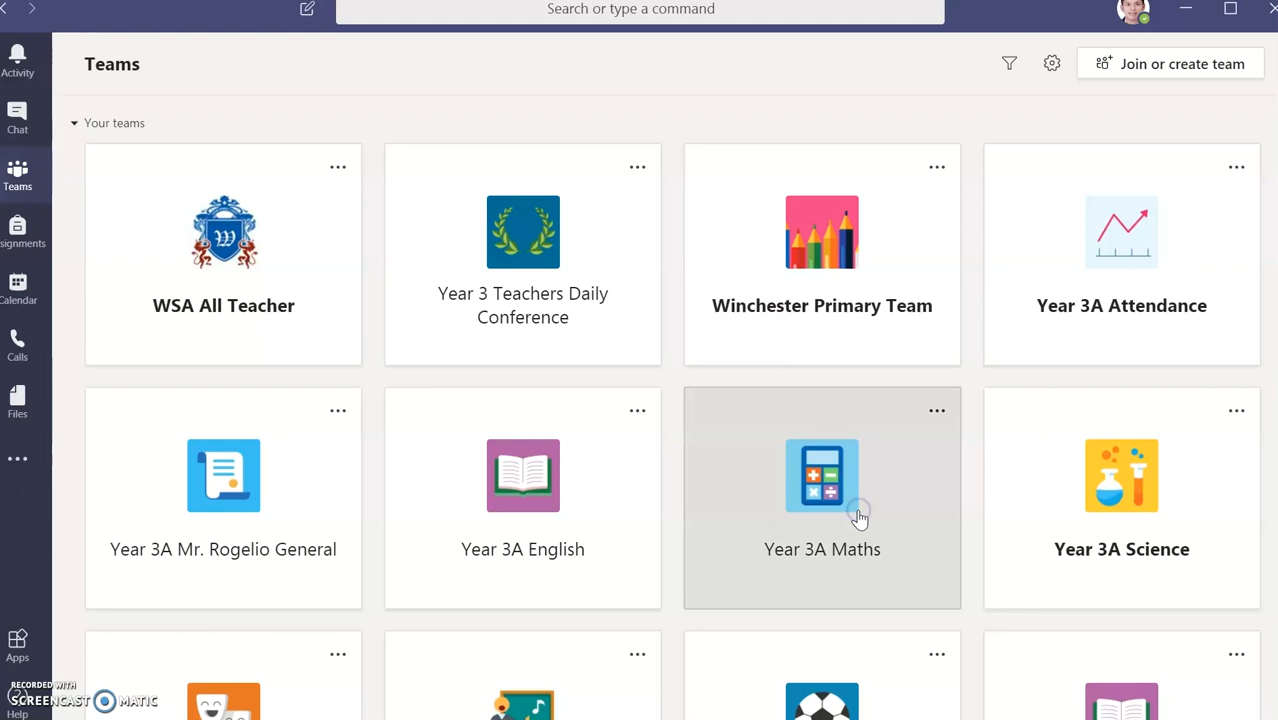 Search or type a command
Activity
Chat
Teams
ssignments
Calendar
Calls
Files
Apps
Help
Teams
Join or create team
Your teams
W
WSA All Teacher
Year 3 Teachers Daily
Conference
Winchester Primary Team
Year 3A Attendance
Year 3A Mr. Rogelio General
Year 3A English
Year 3A Maths
Year 3A Science
RECORDED WITH
SCREENCAST MATIC